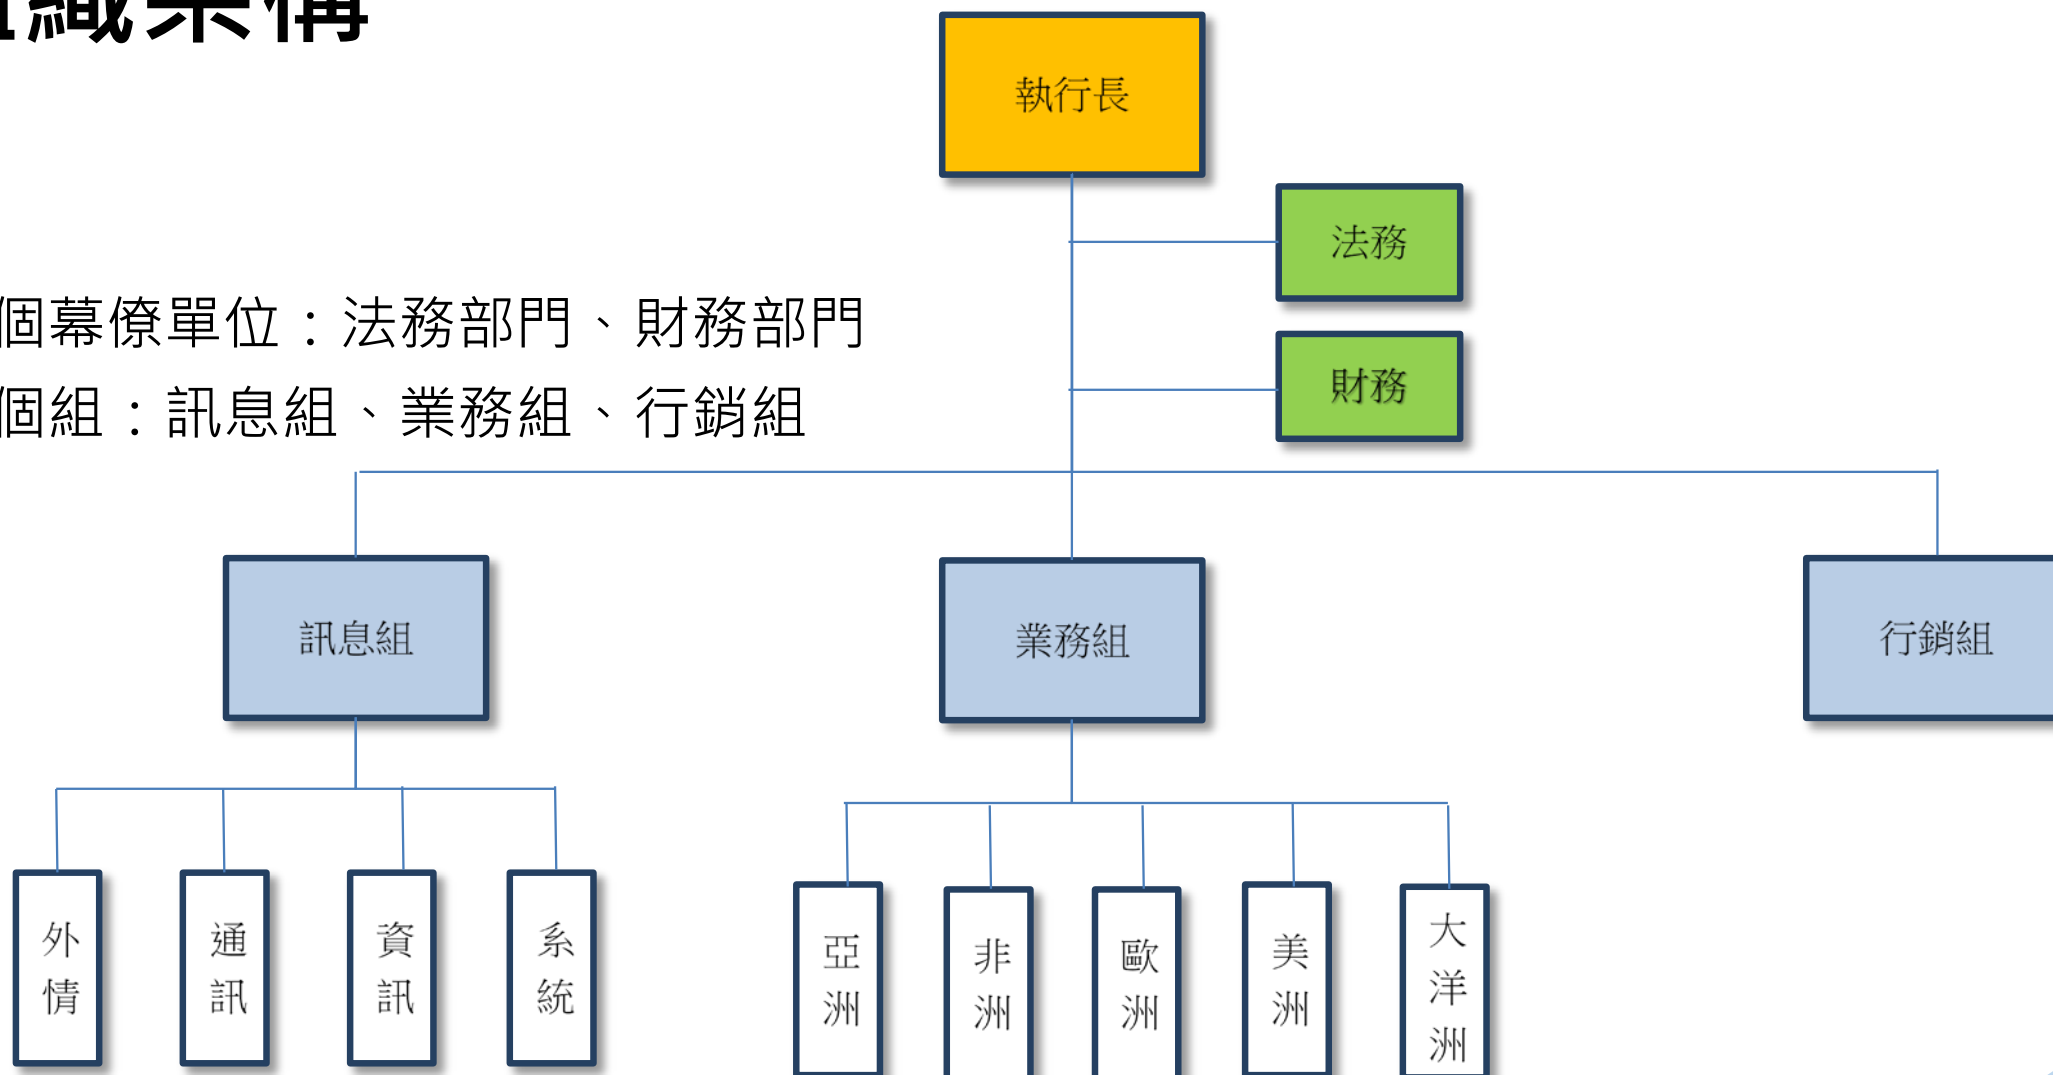 織架構
執行長
法務
個幕僚單位：法務部門、財務部門
財務
個組：訊息組、業務組、行銷組
訊息組
業務組
行銷組
外情
通訊
資訊
系統
亞洲
非洲
歐洲
美洲
大洋洲